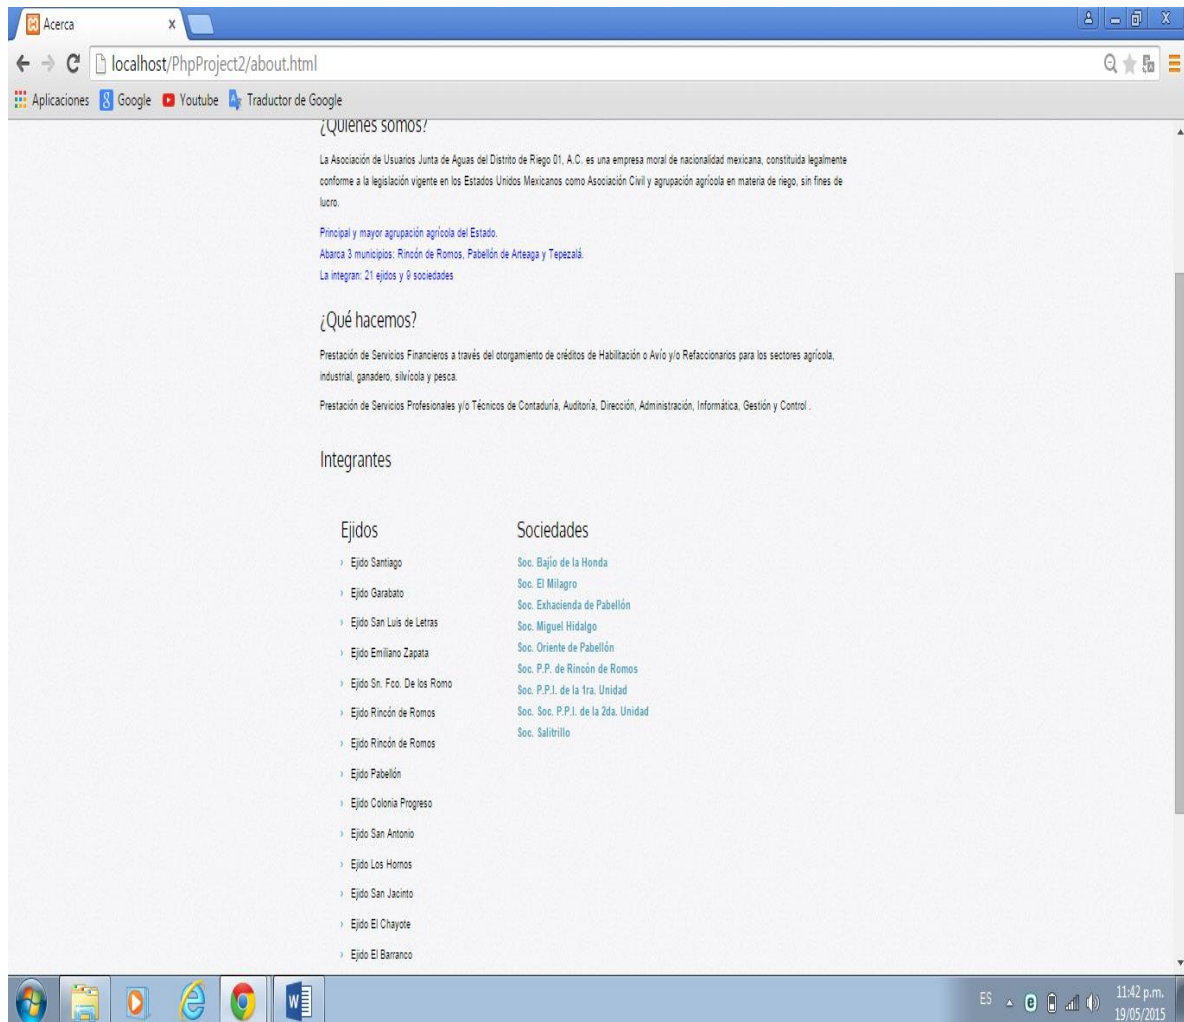 Acerca
localhost/PhpProject2/about.html
Aplicaciones Google Youtube Traductor de Google
¿Quiénes somos?
La Asociación de Usuarios Junta de Aguas del Distrito de Riego 01, A.C. es una empresa moral de nacionalidad mexicana, constituida legalmente
conforme a la legislación vigente en los Estados Unidos Mexicanos como Asociación Civil y agrupación agrícola en materia de riego, sin fines de
lucro.
Principal y mayor agrupación agrícola del Estado.
Abarca 3 municipios: Rincón de Romos, Pabellón de Arteaga y Tepezalá.
La integran: 21 ejidos y 9 sociedades
¿Qué hacemos?
Prestación de Servicios Financieros a través del otorgamiento de créditos de Habilitación o Avío y/o Refaccionarios para los sectores agrícola,
industrial, ganadero, silvícola y pesca.
Prestación de Servicios Profesionales y/o Técnicos de Contaduría, Auditoría, Dirección, Administración, Informática, Gestión y Control .
Integrantes
Ejidos
Ejido Santiago
Ejido Garabato
Ejido San Luis de Letras
Ejido Emiliano Zapata
Ejido Sn. Fco. De los Romo
Ejido Rincón de Romos
Ejido Rincón de Romos
Ejido Pabellón
Ejido Colonia Progreso
Ejido San Antonio
Ejido Los Hornos
Ejido San Jacinto
Ejido El Chayote
Ejido El Barranco
Sociedades
Soc. Bajío de la Honda
Soc. El Milagro
Soc. Exhacienda de Pabellón
Soc. Miguel Hidalgo
Soc. Oriente de Pabellón
Soc. P.P. de Rincón de Romos
Soc. P.P.I. de la 1ra. Unidad
Soc. Soc. P.P.I. de la 2da. Unidad
Soc. Salitrillo
ES
11:42 p.m.
19/05/2015